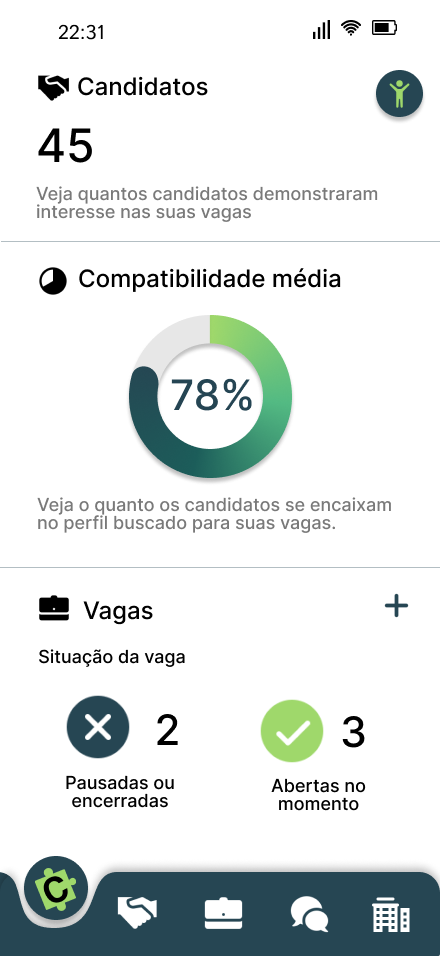 22:31
Candidatos
45
Veja quantos candidatos demonstraram
interesse nas suas vagas
Compatibilidade média
78%
Veja o quanto os candidatos se encaixam
no perfil buscado para suas vagas.
Vagas
Situação da vaga
2
3
Pausadas ou
encerradas
Abertas no
momento
C